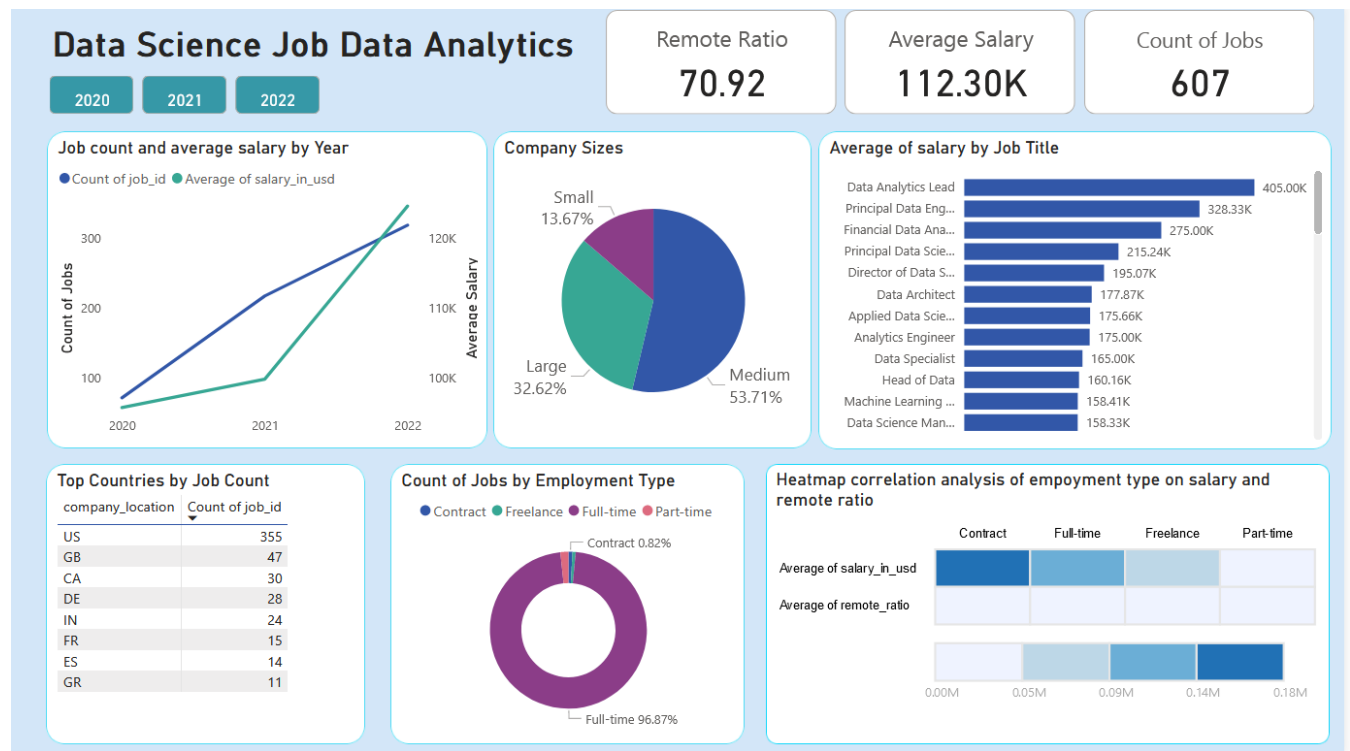 Data Science Job Data Analytics
2020
2021
2022
Remote Ratio
70.92
Average Salary
112.30K
Count of Jobs
607
Job count and average salary by Year
Count of job_id
Average of salary_in_usd
Count of Jobs
300
200
100
120K
110K
100K
Average Salary
2020
2021
2022
Company Sizes
Small
13.67%
Large
32.62%
Medium
53.71%
Average of salary by Job Title
Data Analytics Lead 405.00K
Principal Data Eng... 328.33K
Financial Data Ana... 275.00K
Principal Data Scie... 215.24K
Director of Data S... 195.07K
Data Architect 177.87K
Applied Data Scie... 175.66K
Analytics Engineer 175.00K
Data Specialist 165.00K
Head of Data 160.16K
Machine Learning ... 158.41K
Data Science Man... 158.33K
Top Countries by Job Count
company_location Count of job_id
US 355
GB 47
CA 30
DE 28
IN 24
FR 15
ES 14
GR 11
Count of Jobs by Employment Type
Contract Freelance Full-time Part-time
Contract 0.82%
Full-time 96.87%
Heatmap correlation analysis of empoyment type on salary and
remote ratio
Contract Full-time Freelance Part-time
Average of salary_in_usd
Average of remote_ratio
0.00M 0.05M 0.09M 0.14M 0.18M